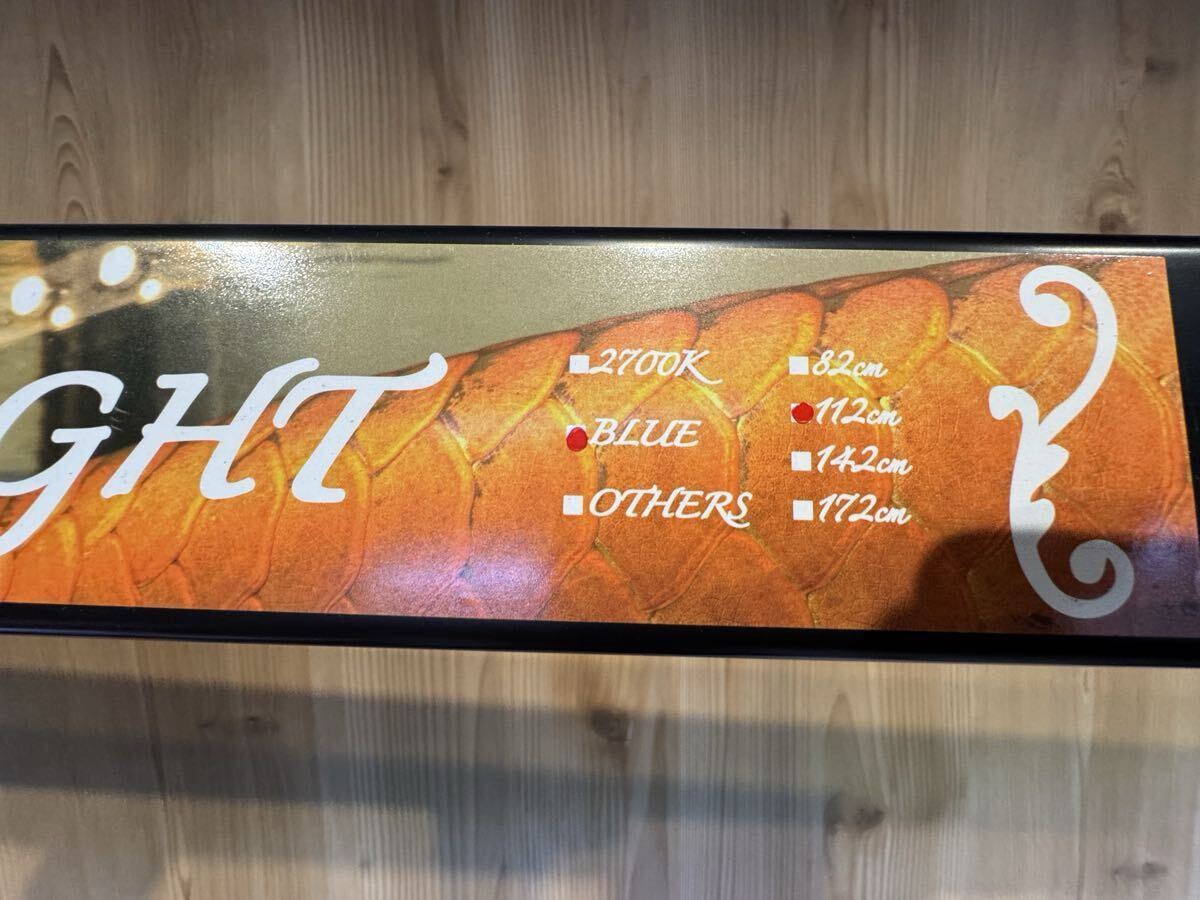 GHT
2700K
BLUE
OTHERS
82cm
112cm
142cm
172cm